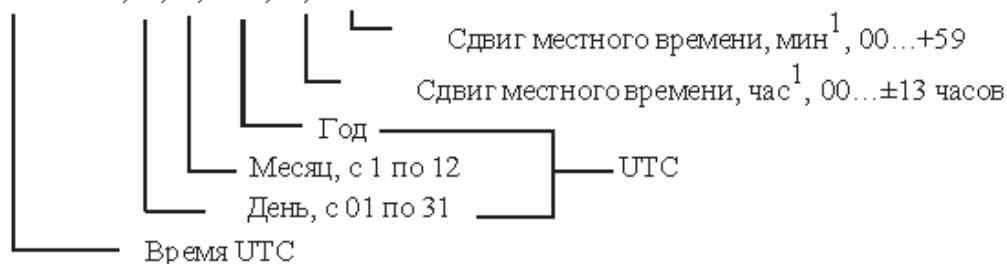 Сдвиг местного времени, мин1, 00...+59
Сдвиг местного времени, час1, 00...±13 часов
Год
Месяц, с 1 по 12
UTC
День, с 01 по 31
Время UTC